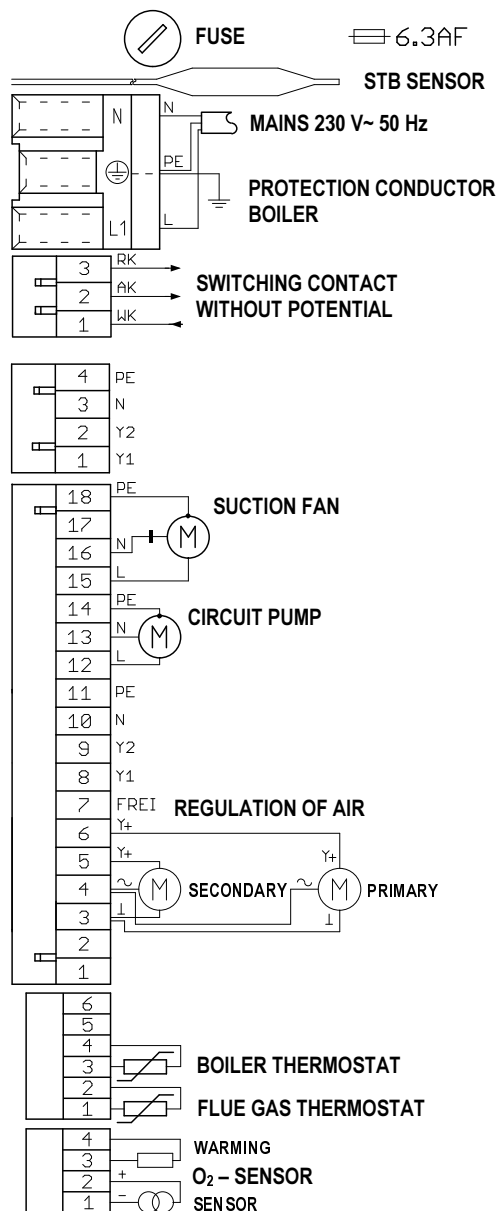 FUSE 6.3AF
STB SENSOR
N N
MAINS 230 V~ 50 Hz
PE
PROTECTION CONDUCTOR
BOILER
L1 L
3 RK
SWITCHING CONTACT
2 AK
WITHOUT POTENTIAL
1 WK
4 PE
3 N
2 Y2
1 Y1
18 PE
SUCTION FAN
17
M
16 N
15 L
14 PE
CIRCUIT PUMP
13 N M
12 L
11 PE
10 N
9 Y2
8 Y1
7 FREI
REGULATION OF AIR
6 Y+
5 Y+ Y+
4 ~ M SECONDARY ~ M PRIMARY
3 ⊥ ⊥
2
1
6
5
4
3 BOILER THERMOSTAT
2
1 FLUE GAS THERMOSTAT
4 WARMING
3
O₂ – SENSOR
2 +
1 - SENSOR